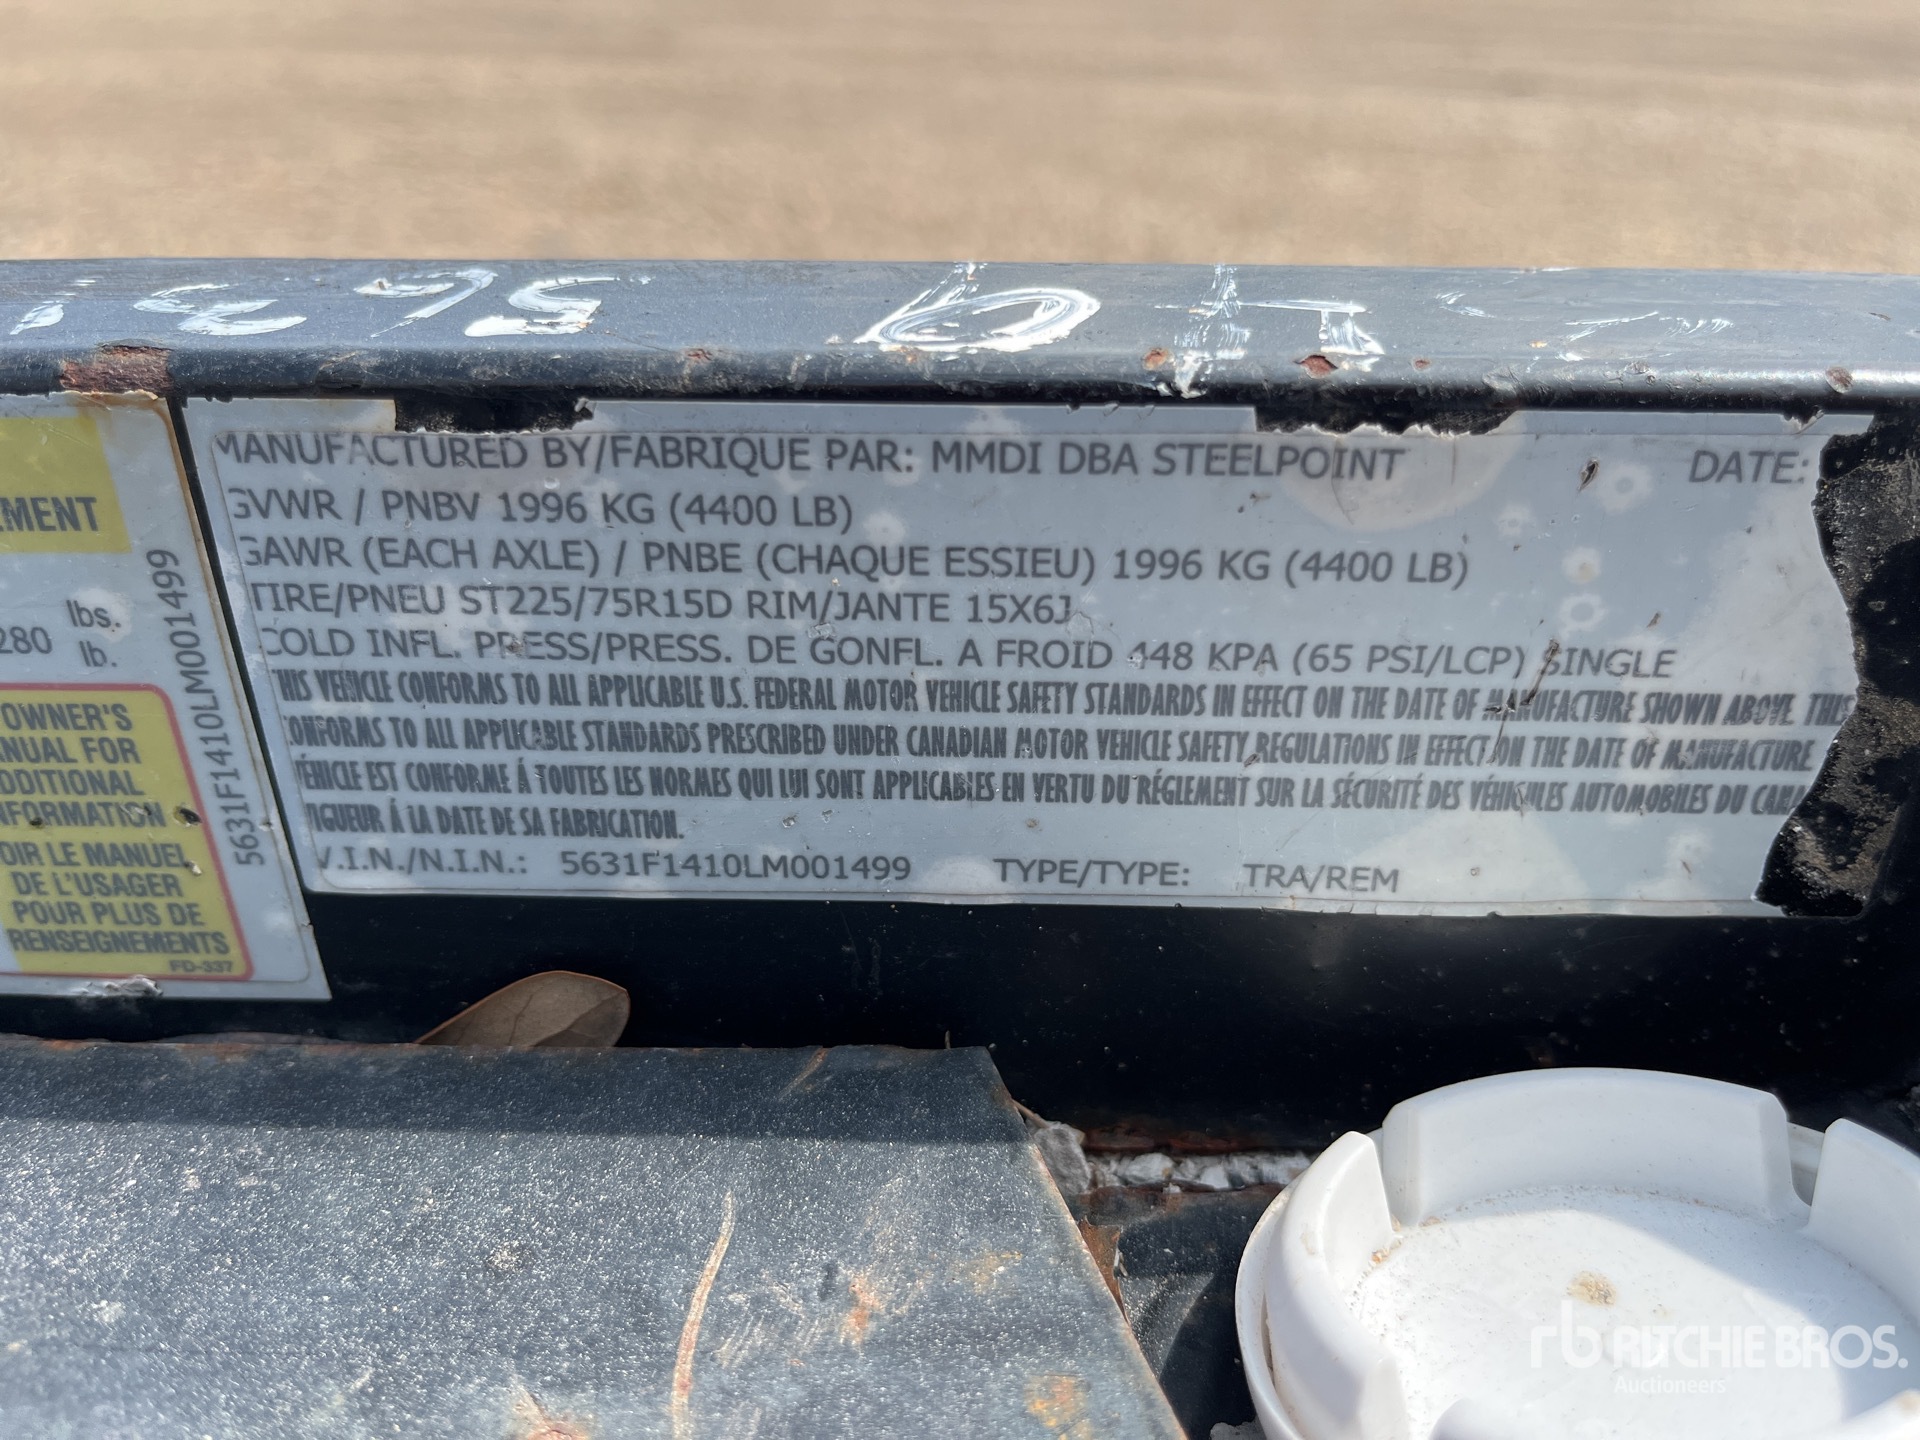 MANUFACTURED BY/FABRIQUE PAR: MMDI DBA STEELPOINT DATE:
GVWR / PNBV 1996 KG (4400 LB)
GAWR (EACH AXLE) / PNBE (CHAQUE ESSIEU) 1996 KG (4400 LB)
TIRE/PNEU ST225/75R15D RIM/JANTE 15X6J
COLD INFL. PRESS/PRESS. DE GONFL. A FROID 448 KPA (65 PSI/LCP) SINGLE
THIS VEHICLE CONFORMS TO ALL APPLICABLE U.S. FEDERAL MOTOR VEHICLE SAFETY STANDARDS IN EFFECT ON THE DATE OF MANUFACTURE SHOWN ABOVE. THIS
CONFORMS TO ALL APPLICABLE STANDARDS PRESCRIBED UNDER CANADIAN MOTOR VEHICLE SAFETY REGULATIONS IN EFFECT ON THE DATE OF MANUFACTURE
VÉHICLE EST CONFORME Á TOUTES LES NORMES QUI LUI SONT APPLICABLES EN VERTU DU RÉGLEMENT SUR LA SÉCURITÉ DES VÉHICULES AUTOMOBILES DU CANA
VIGUEUR Á LA DATE DE SA FABRICATION.
V.I.N./N.I.N.: 5631F1410LM001499 TYPE/TYPE: TRA/REM
EMENT
280 lbs.
lb.
5631F1410LM001499
OWNER'S
ANUAL FOR
DDITIONAL
NFORMATION
OIR LE MANUEL
DE L'USAGER
POUR PLUS DE
RENSEIGNEMENTS
FD-337
rb RITCHIE BROS.
Auctioneers